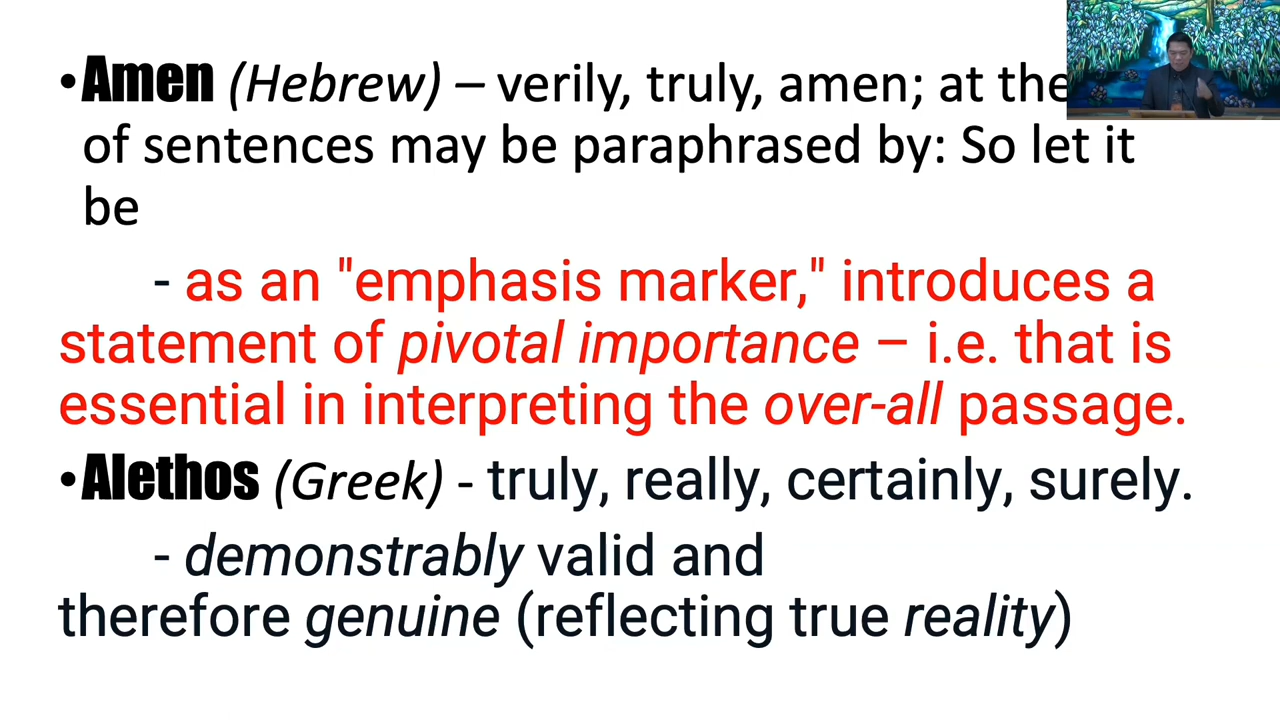 •Amen (Hebrew) – verily, truly, amen; at the
of sentences may be paraphrased by: So let it
be
- as an "emphasis marker," introduces a
statement of pivotal importance – i.e. that is
essential in interpreting the over-all passage.
•Alethos (Greek) - truly, really, certainly, surely.
- demonstrably valid and
therefore genuine (reflecting true reality)